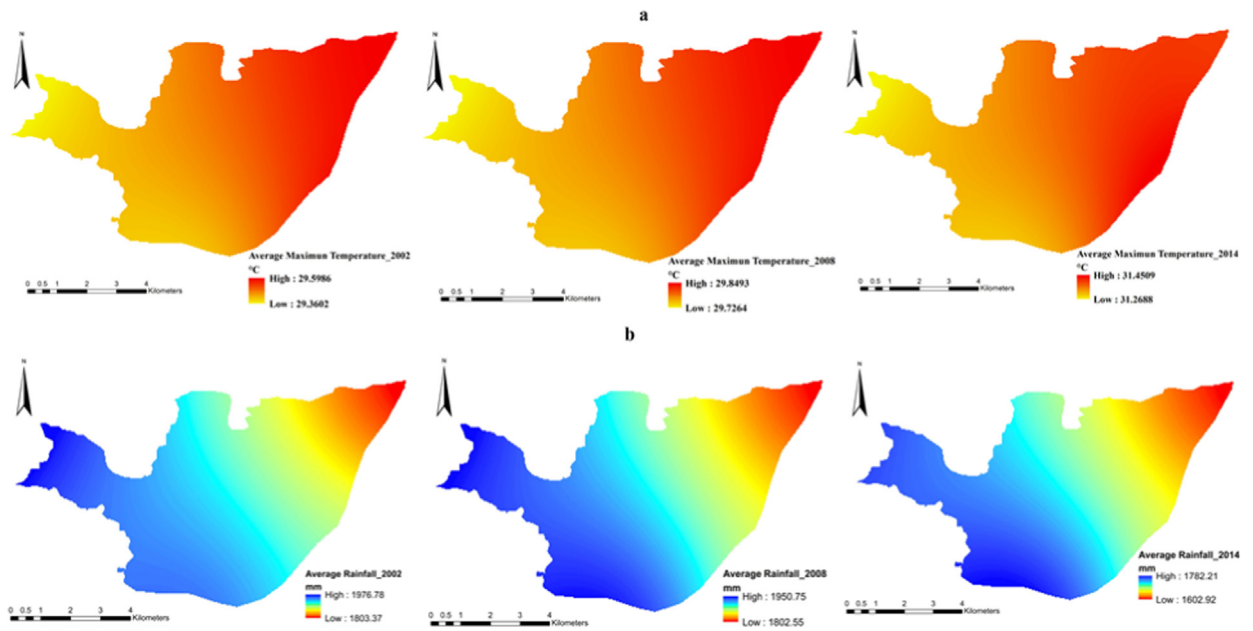 a
N
N
N
Average Maximun Temperature_2002
°C
High : 29.5986
Low : 29.3602
0 0.5 1 2 3 4
Kilometers
Average Maximun Temperature_2008
°C
High : 29.8493
Low : 29.7264
0 0.5 1 2 3 4
Kilometers
Average Maximun Temperature_2014
°C
High : 31.4509
Low : 31.2688
0 0.5 1 2 3 4
Kilometers
b
N
N
N
Average Rainfall_2002
mm
High : 1976.78
Low : 1803.37
0 0.5 1 2 3 4
Kilometers
Average Rainfall_2008
mm
High : 1950.75
Low : 1802.55
0 0.5 1 2 3 4
Kilometers
Average Rainfall_2014
mm
High : 1782.21
Low : 1602.92
0 0.5 1 2 3 4
Kilometers